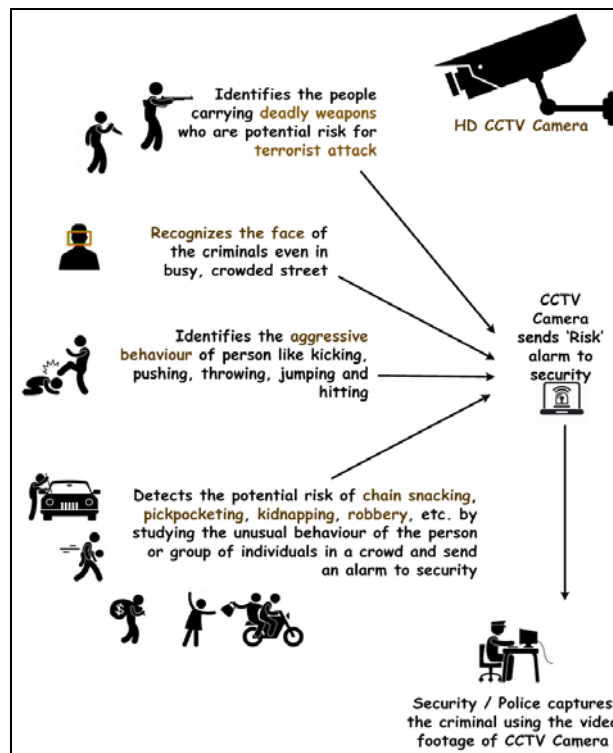 Identifies the people
carrying deadly weapons
who are potential risk for
terrorist attack
HD CCTV Camera
Recognizes the face of
the criminals even in
busy, crowded street
CCTV
Camera
sends 'Risk'
alarm to
security
Identifies the aggressive
behaviour of person like kicking,
pushing, throwing, jumping and
hitting
Detects the potential risk of chain snacking,
pickpocketing, kidnapping, robbery, etc. by
studying the unusual behaviour of the person
or group of individuals in a crowd and send
an alarm to security
$
Security / Police captures
the criminal using the video
footage of CCTV Camera